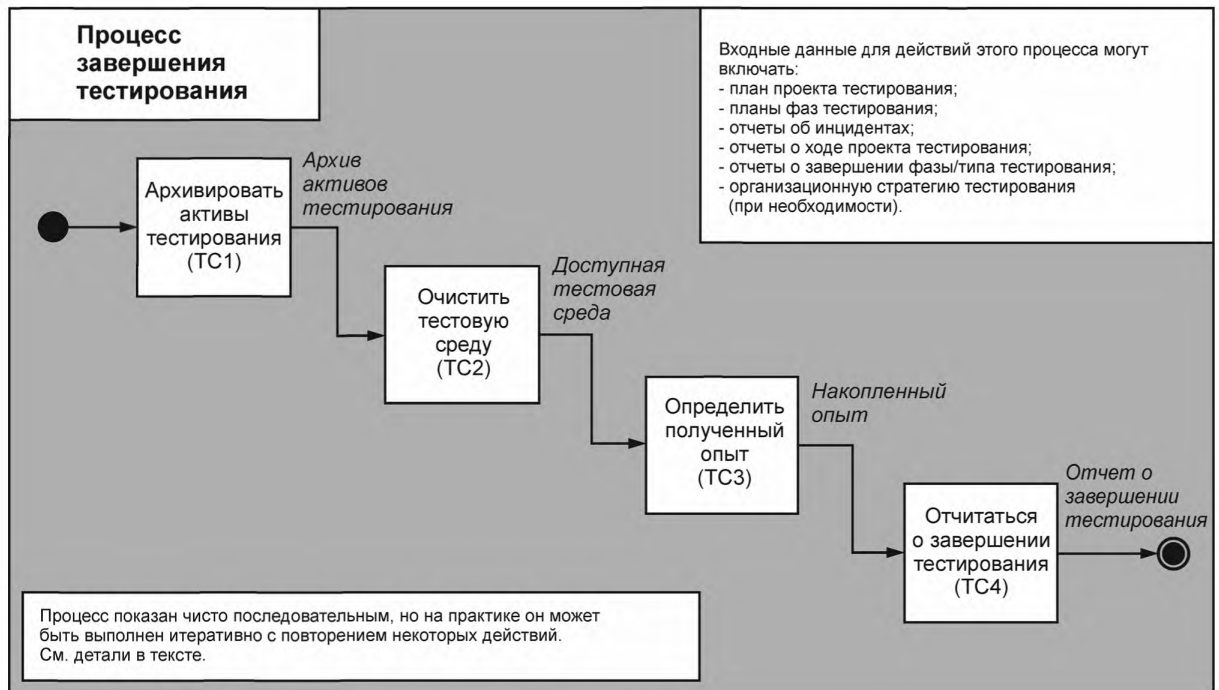 Процесс
завершения
тестирования
Входные данные для действий этого процесса могут
включать:
- план проекта тестирования;
- планы фаз тестирования;
- отчеты об инцидентах;
- отчеты о ходе проекта тестирования;
- отчеты о завершении фазы/типа тестирования;
- организационную стратегию тестирования
(при необходимости).
Архивировать
активы
тестирования
(TC1)
Архив
активов
тестирования
Очистить
тестовую
среду
(TC2)
Доступная
тестовая
среда
Определить
полученный
опыт
(TC3)
Накопленный
опыт
Отчитаться
о завершении
тестирования
(TC4)
Отчет о
завершении
тестирования
Процесс показан чисто последовательным, но на практике он может
быть выполнен итеративно с повторением некоторых действий.
См. детали в тексте.